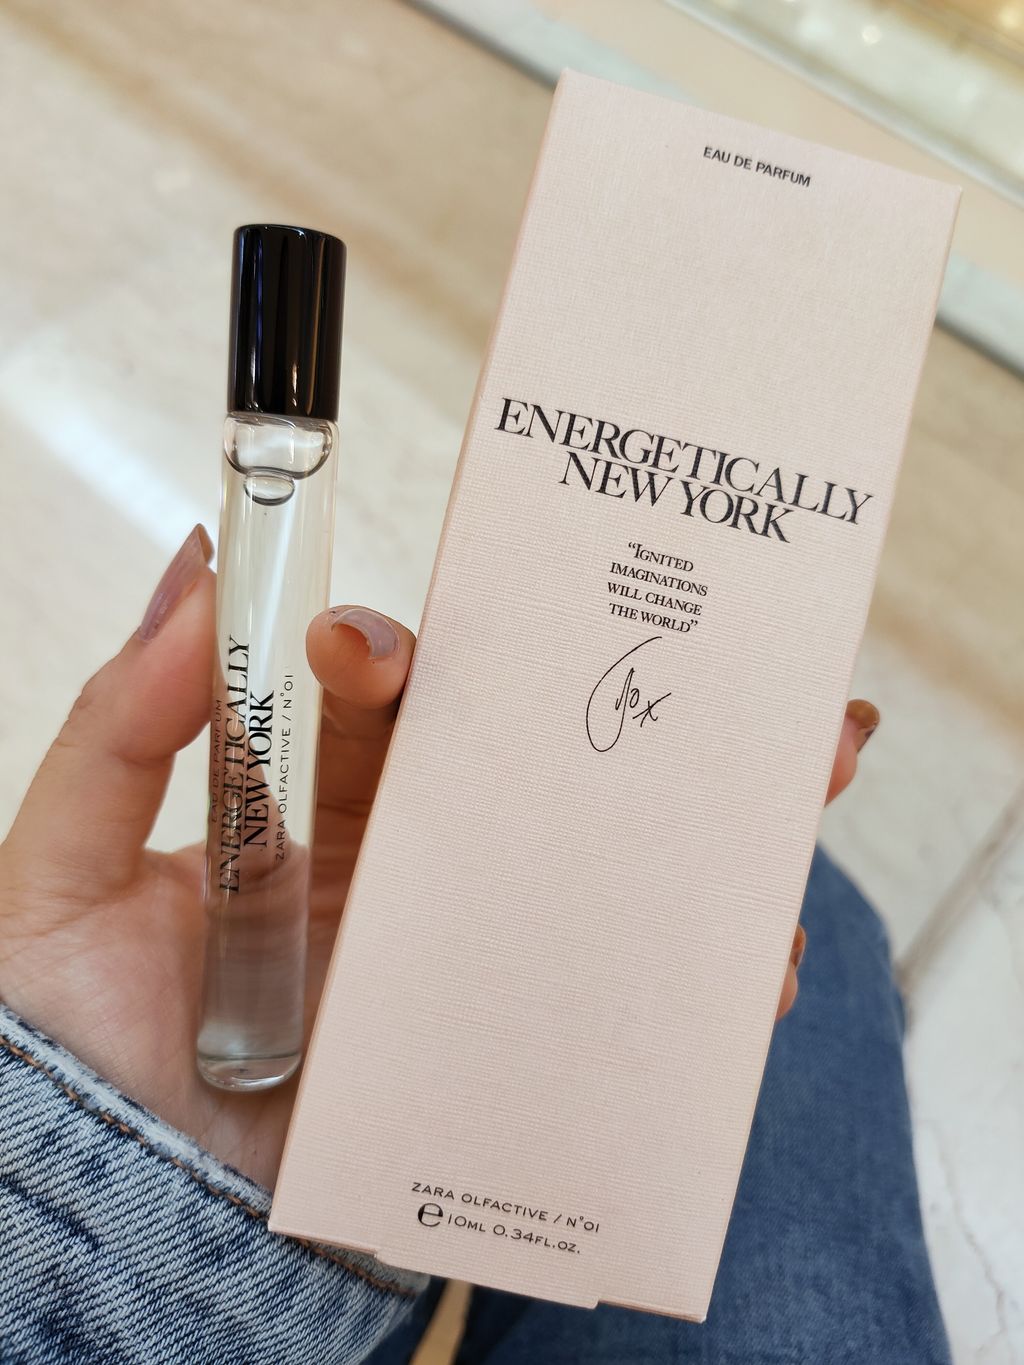 EAU DE PARFUM
ENERGETICALLY
NEW YORK
“IGNITED
IMAGINATIONS
WILL CHANGE
THE WORLD”
Jo x
ZARA OLFACTIVE / N°01
e 10ML 0.34FL.OZ.
EAU DE PARFUM
ENERGETICALLY
NEW YORK
ZARA OLFACTIVE / N°01